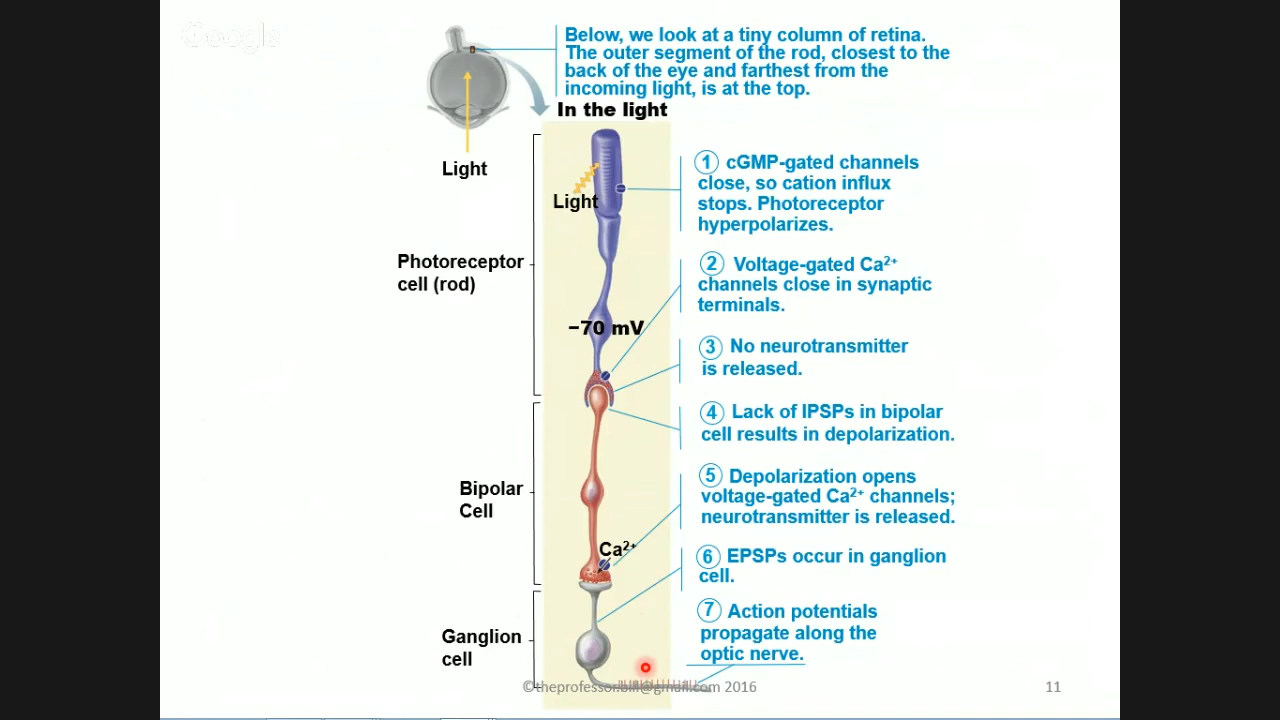 Google
Below, we look at a tiny column of retina.
The outer segment of the rod, closest to the
back of the eye and farthest from the
incoming light, is at the top.
In the light
Light
Light
Photoreceptor
cell (rod)
−70 mV
Bipolar
Cell
Ca²⁺
Ganglion
cell
① cGMP-gated channels
close, so cation influx
stops. Photoreceptor
hyperpolarizes.
② Voltage-gated Ca²⁺
channels close in synaptic
terminals.
③ No neurotransmitter
is released.
④ Lack of IPSPs in bipolar
cell results in depolarization.
⑤ Depolarization opens
voltage-gated Ca²⁺ channels;
neurotransmitter is released.
⑥ EPSPs occur in ganglion
cell.
⑦ Action potentials
propagate along the
optic nerve.
©theprofessorbill@gmail.com 2016
11